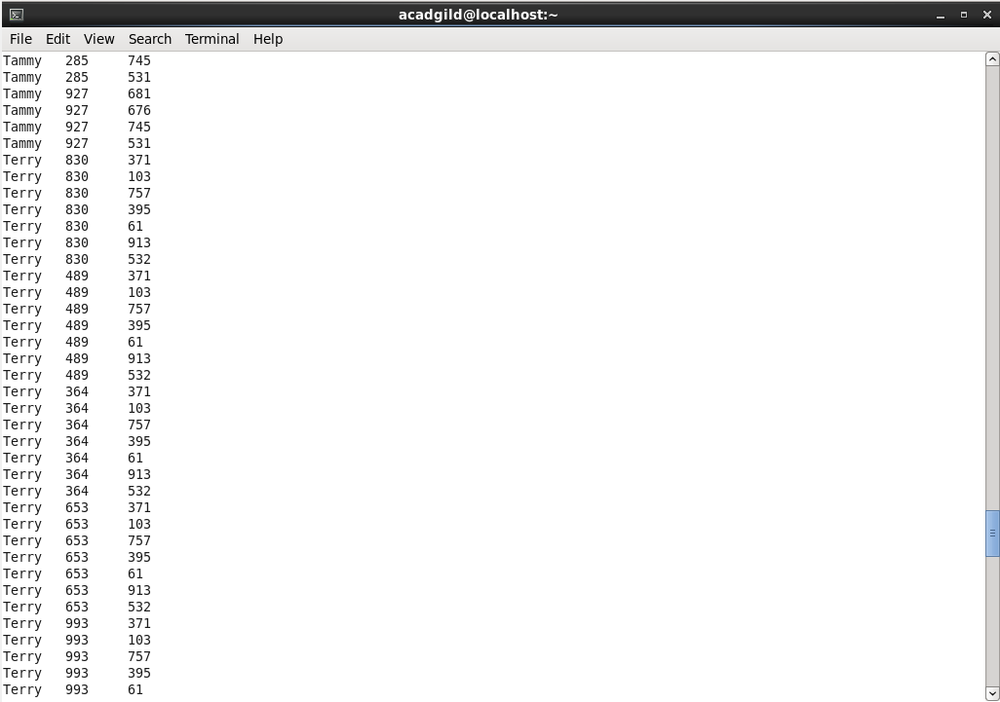 acadgild@localhost:~
File Edit View Search Terminal Help
Tammy 285 745
Tammy 285 531
Tammy 927 681
Tammy 927 676
Tammy 927 745
Tammy 927 531
Terry 830 371
Terry 830 103
Terry 830 757
Terry 830 395
Terry 830 61
Terry 830 913
Terry 830 532
Terry 489 371
Terry 489 103
Terry 489 757
Terry 489 395
Terry 489 61
Terry 489 913
Terry 489 532
Terry 364 371
Terry 364 103
Terry 364 757
Terry 364 395
Terry 364 61
Terry 364 913
Terry 364 532
Terry 653 371
Terry 653 103
Terry 653 757
Terry 653 395
Terry 653 61
Terry 653 913
Terry 653 532
Terry 993 371
Terry 993 103
Terry 993 757
Terry 993 395
Terry 993 61